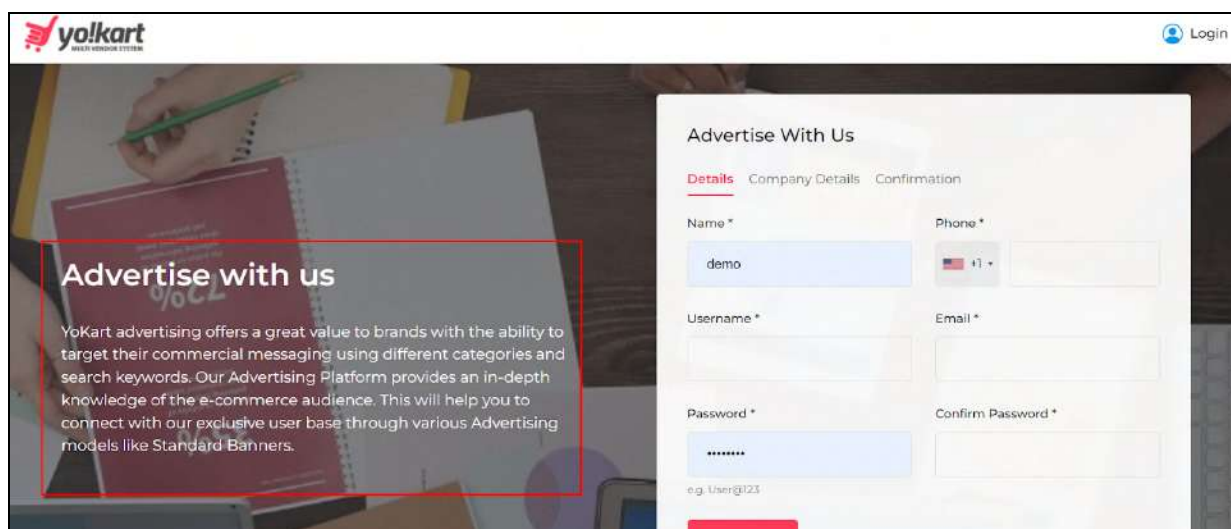 yo!kart
MULTI VENDOR SYSTEM
Login
Advertise with us
YoKart advertising offers a great value to brands with the ability to
target their commercial messaging using different categories and
search keywords. Our Advertising Platform provides an in-depth
knowledge of the e-commerce audience. This will help you to
connect with our exclusive user base through various Advertising
models like Standard Banners.
72%
35%
Advertise With Us
Details Company Details Confirmation
Name * Phone *
demo +1
Username * Email *
Password * Confirm Password *
••••••••
e.g. User@123